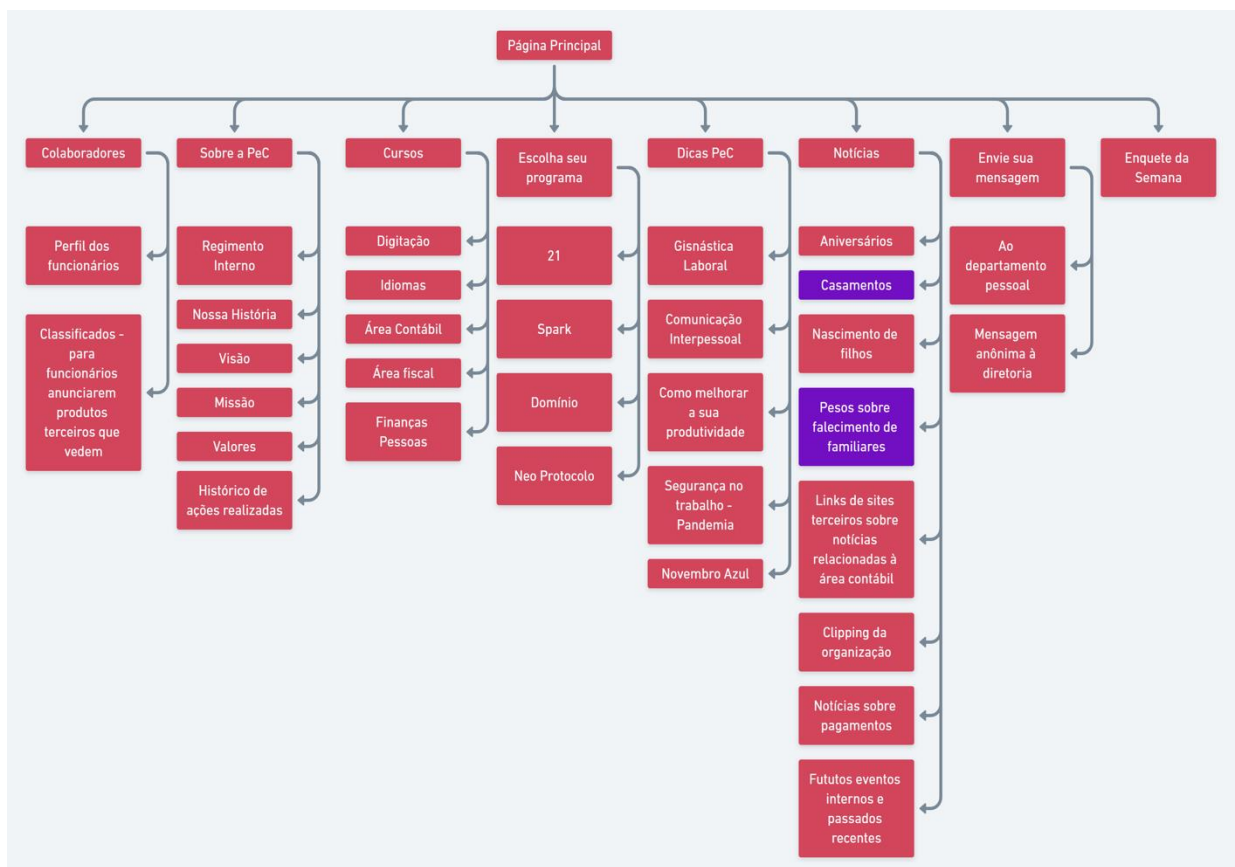 Página Principal
Colaboradores
Perfil dos
funcionários
Classificados -
para
funcionários
anunciarem
produtos
terceiros que
vedem
Sobre a PeC
Regimento
Interno
Nossa História
Visão
Missão
Valores
Histórico de
ações realizadas
Cursos
Digitação
Idiomas
Área Contábil
Área fiscal
Finanças
Pessoas
Escolha seu
programa
21
Spark
Domínio
Neo Protocolo
Dicas PeC
Gisnástica
Laboral
Comunicação
Interpessoal
Como melhorar
a sua
produtividade
Segurança no
trabalho -
Pandemia
Novembro Azul
Notícias
Aniversários
Casamentos
Nascimento de
filhos
Pesos sobre
falecimento de
familiares
Links de sites
terceiros sobre
notícias
relacionadas à
área contábil
Clipping da
organização
Notícias sobre
pagamentos
Fututos eventos
internos e
passados
recentes
Envie sua
mensagem
Ao
departamento
pessoal
Mensagem
anônima à
diretoria
Enquete da
Semana